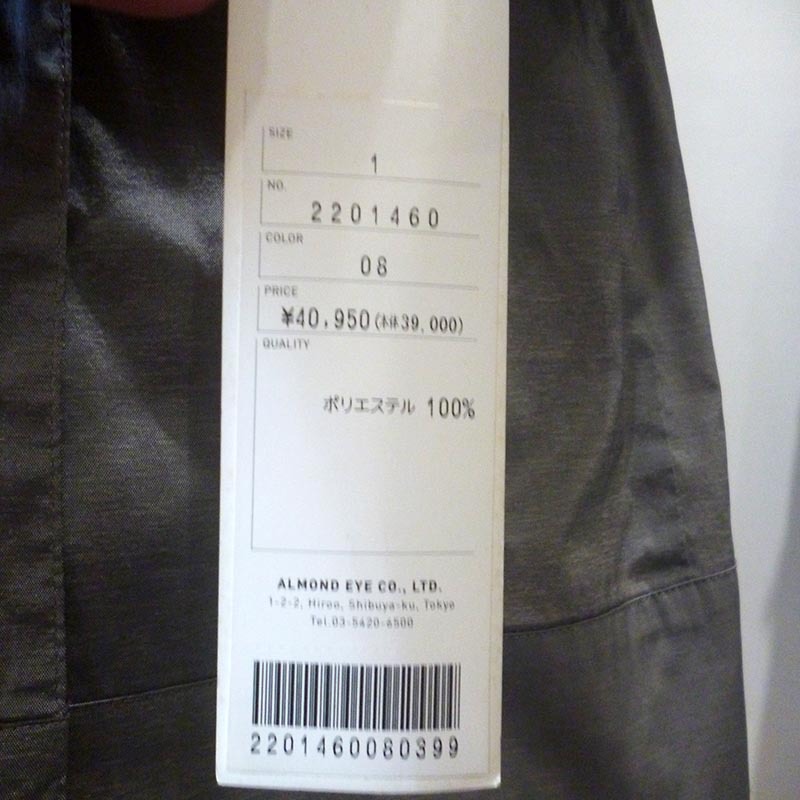 SIZE
1
NO.
2201460
COLOR
08
PRICE
¥40,950(本体39,000)
QUALITY
ポリエステル 100%
ALMOND EYE CO., LTD.
1-2-2, Hiroo, Shibuya-ku, Tokyo
Tel.03-5420-6500
2201460080399